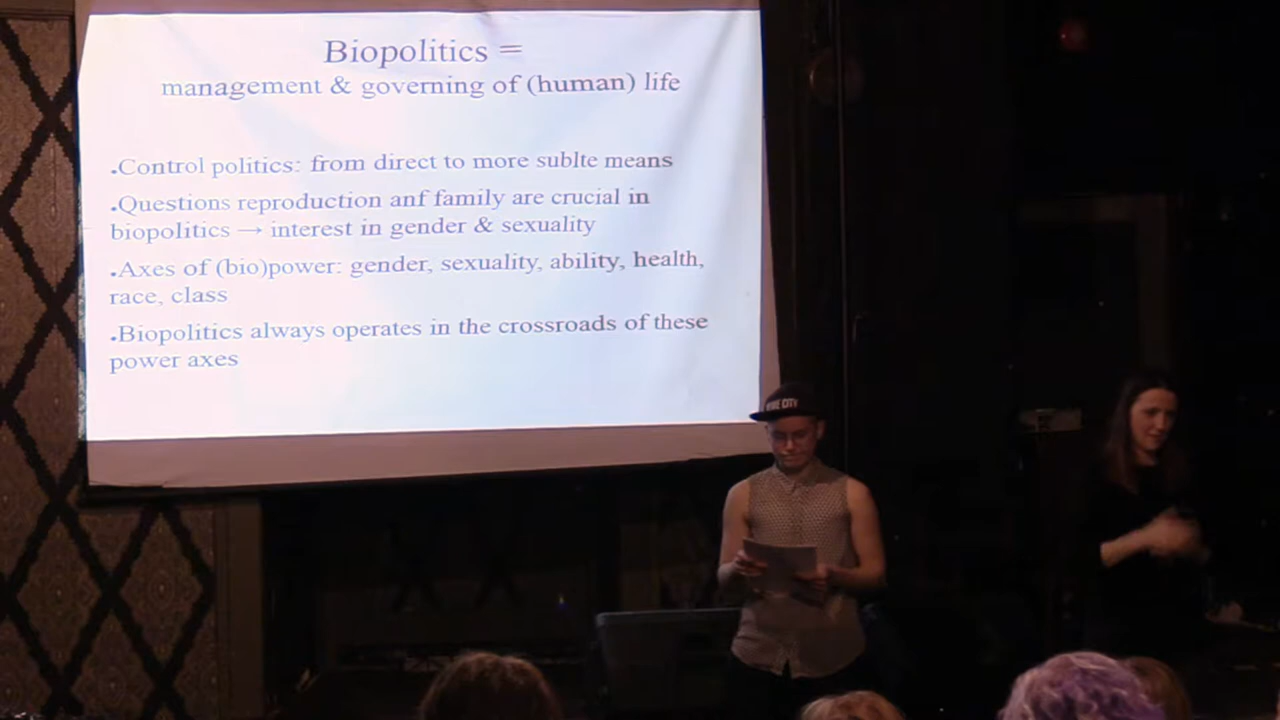 Biopolitics =
management & governing of (human) life
.Control politics: from direct to more sublte means
.Questions reproduction anf family are crucial in
biopolitics → interest in gender & sexuality
.Axes of (bio)power: gender, sexuality, ability, health,
race, class
.Biopolitics always operates in the crossroads of these
power axes
CITY